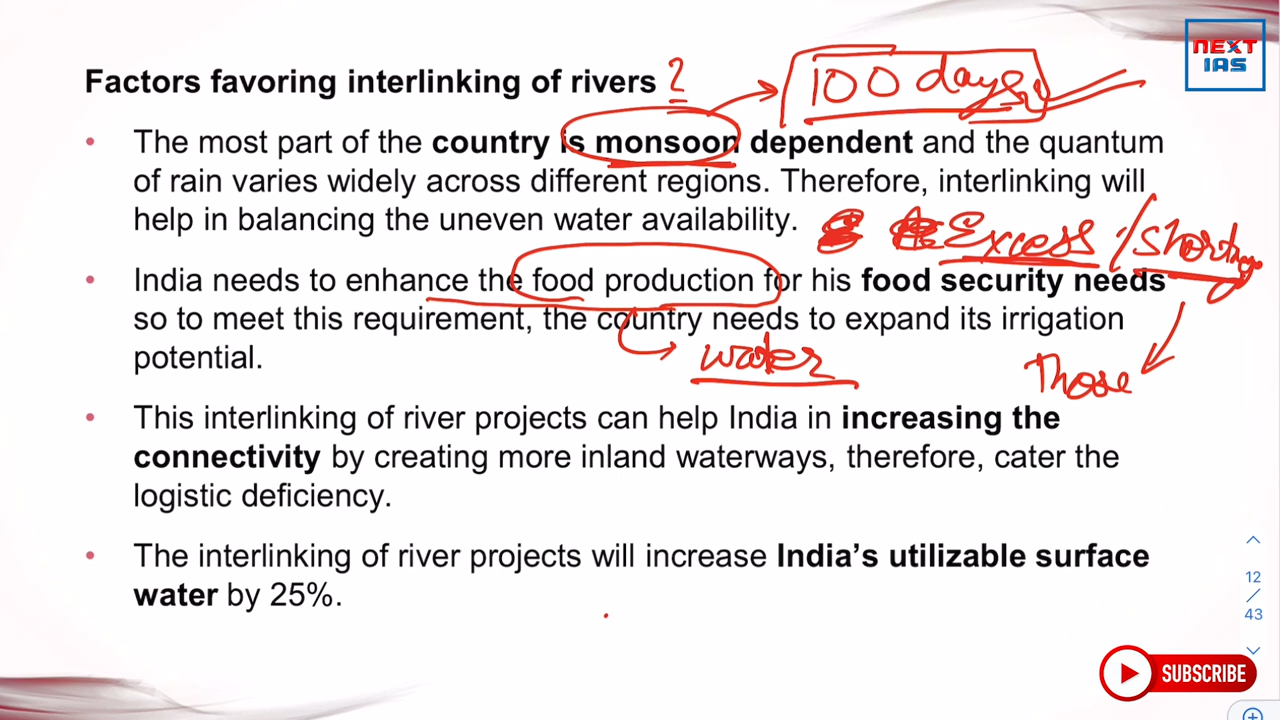 NEXT
IAS
Factors favoring interlinking of rivers ?
100 days
• The most part of the country is monsoon dependent and the quantum
of rain varies widely across different regions. Therefore, interlinking will
help in balancing the uneven water availability.
Excess / Shortage
• India needs to enhance the food production for his food security needs
so to meet this requirement, the country needs to expand its irrigation
potential.
water
Those
• This interlinking of river projects can help India in increasing the
connectivity by creating more inland waterways, therefore, cater the
logistic deficiency.
• The interlinking of river projects will increase India's utilizable surface
water by 25%.
12
/
43
SUBSCRIBE